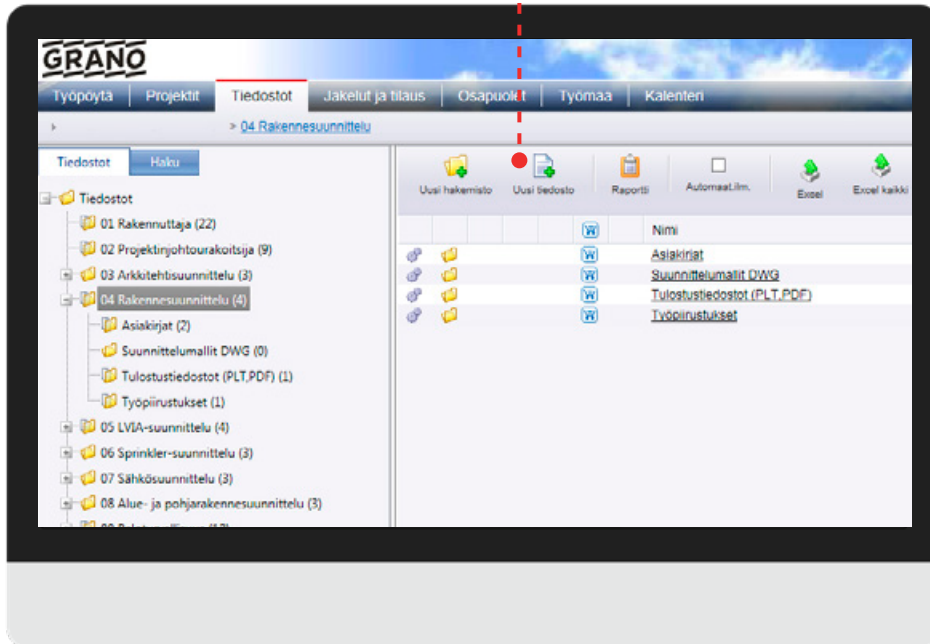 GRANO
Työpöytä Projektit Tiedostot Jakelut ja tilaus Osapuolet Työmaa Kalenteri
» 04 Rakennesuunnittelu
Tiedostot Haku
Uusi hakemisto Uusi tiedosto Raportti Automaat.ilm. Excel Excel kaikki
Nimi
Asiakirjat
Suunnittelumallit DWG
Tulostustiedostot (PLT,PDF)
Työpiirustukset
Tiedostot
01 Rakennuttaja (22)
02 Projektinjohtourakoitsija (9)
03 Arkkitehtisuunnittelu (3)
04 Rakennesuunnittelu (4)
Asiakirjat (2)
Suunnittelumallit DWG (0)
Tulostustiedostot (PLT,PDF) (1)
Työpiirustukset (1)
05 LVIA-suunnittelu (4)
06 Sprinkler-suunnittelu (3)
07 Sähkösuunnittelu (3)
08 Alue- ja pohjarakennesuunnittelu (3)